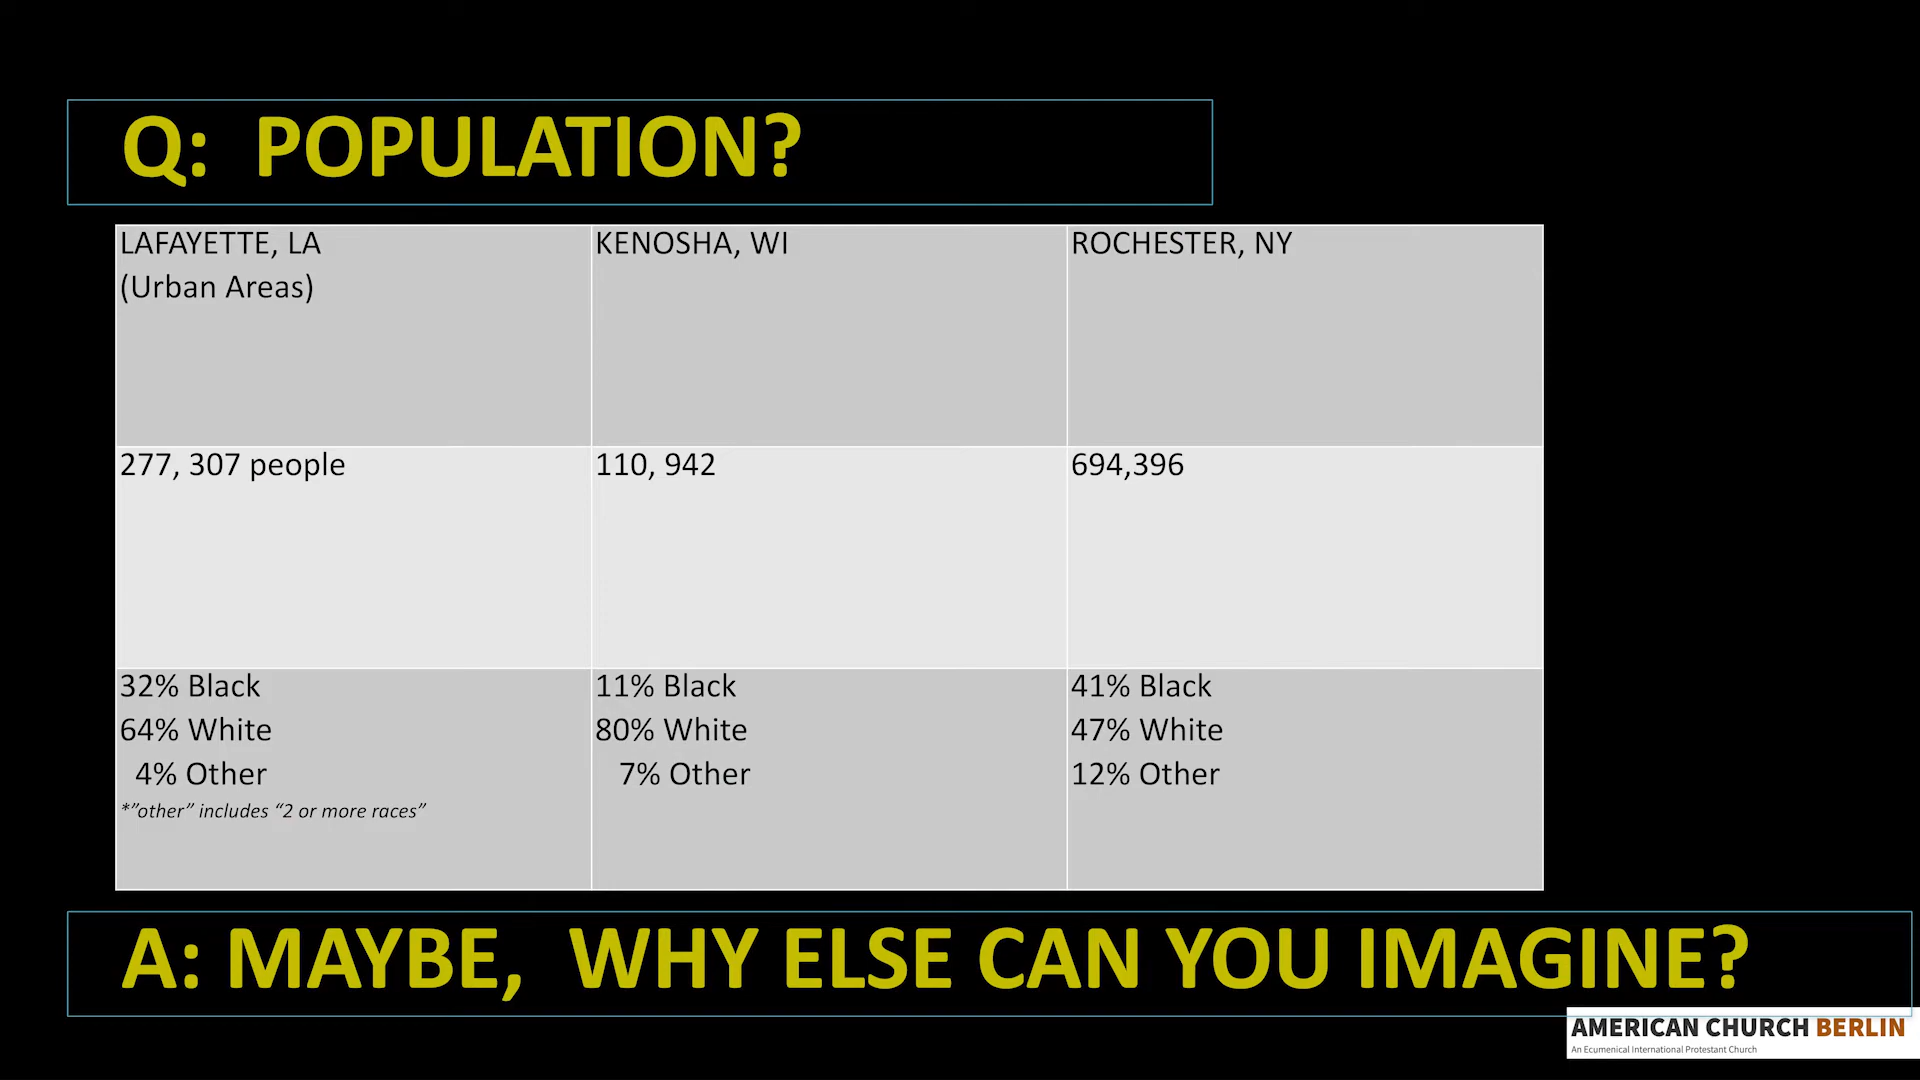 Q: POPULATION?
LAFAYETTE, LA
(Urban Areas)
KENOSHA, WI
ROCHESTER, NY
277, 307 people
110, 942
694,396
32% Black
64% White
4% Other
*”other” includes “2 or more races”
11% Black
80% White
7% Other
41% Black
47% White
12% Other
A: MAYBE, WHY ELSE CAN YOU IMAGINE?
AMERICAN CHURCH BERLIN
An Ecumenical International Protestant Church